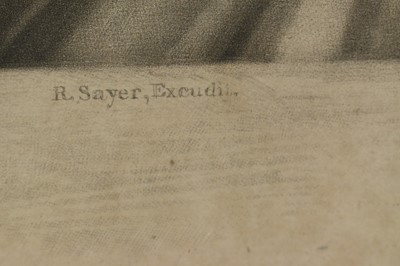 R. Sayer, Excudit.